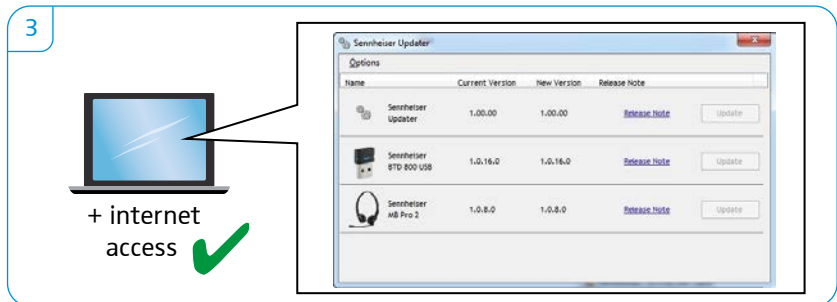 3
Sennheiser Updater
Options
Name Current Version New Version Release Note
Sennheiser
Updater
1.00.00 1.00.00 Release Note Update
Sennheiser
BTD 800 USB
1.0.16.0 1.0.16.0 Release Note Update
Sennheiser
MB Pro 2
1.0.8.0 1.0.8.0 Release Note Update
+ internet
access